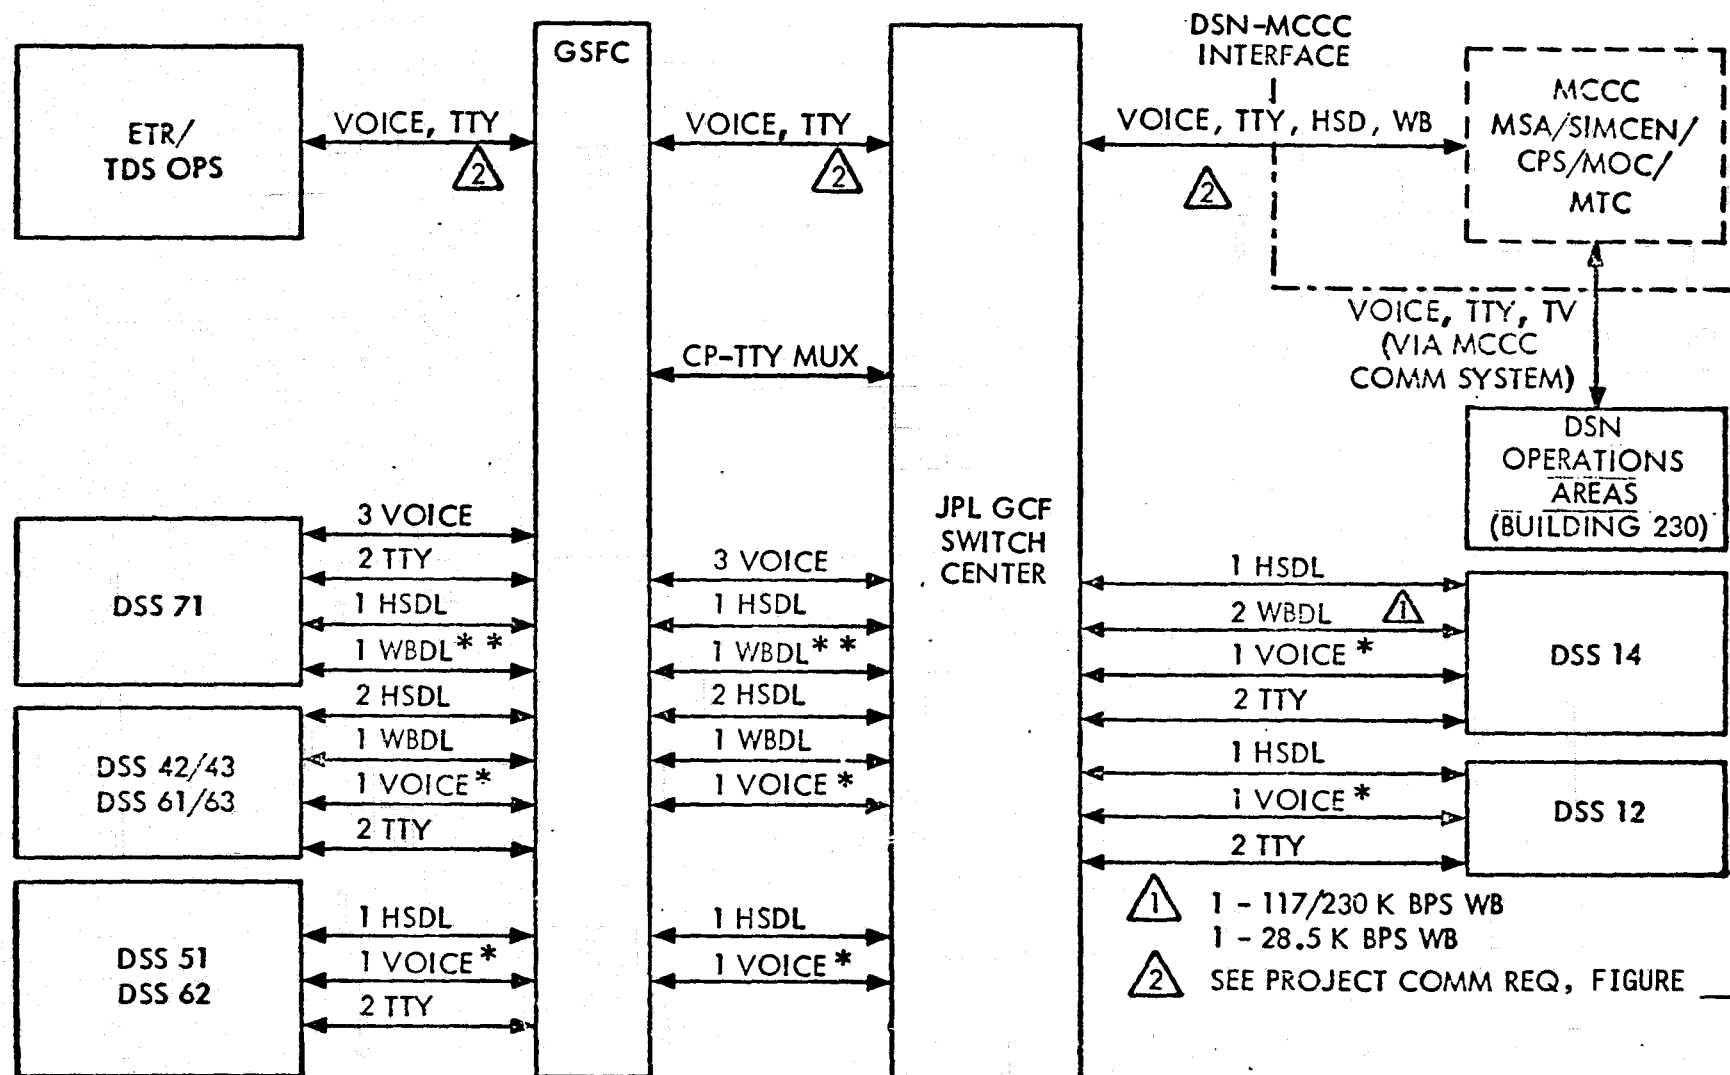 GSFC
ETR/
TDS OPS
VOICE, TTY
2
VOICE, TTY
2
DSN-MCCC
INTERFACE
VOICE, TTY, HSD, WB
2
MCCC
MSA/SIMCEN/
CPS/MOC/
MTC
VOICE, TTY, TV
(VIA MCCC
COMM SYSTEM)
CP-TTY MUX
DSN
OPERATIONS
AREAS
(BUILDING 230)
JPL GCF
SWITCH
CENTER
DSS 71
3 VOICE
2 TTY
1 HSDL
1 WBDL**
3 VOICE
1 HSDL
1 WBDL**
DSS 42/43
DSS 61/63
2 HSDL
1 WBDL
1 VOICE*
2 TTY
2 HSDL
1 WBDL
1 VOICE*
DSS 51
DSS 62
1 HSDL
1 VOICE*
2 TTY
1 HSDL
1 VOICE*
1 HSDL
2 WBDL 1
1 VOICE*
2 TTY
DSS 14
1 HSDL
1 VOICE*
2 TTY
DSS 12
1 1 - 117/230 K BPS WB
1 - 28.5 K BPS WB
2 SEE PROJECT COMM REQ, FIGURE __